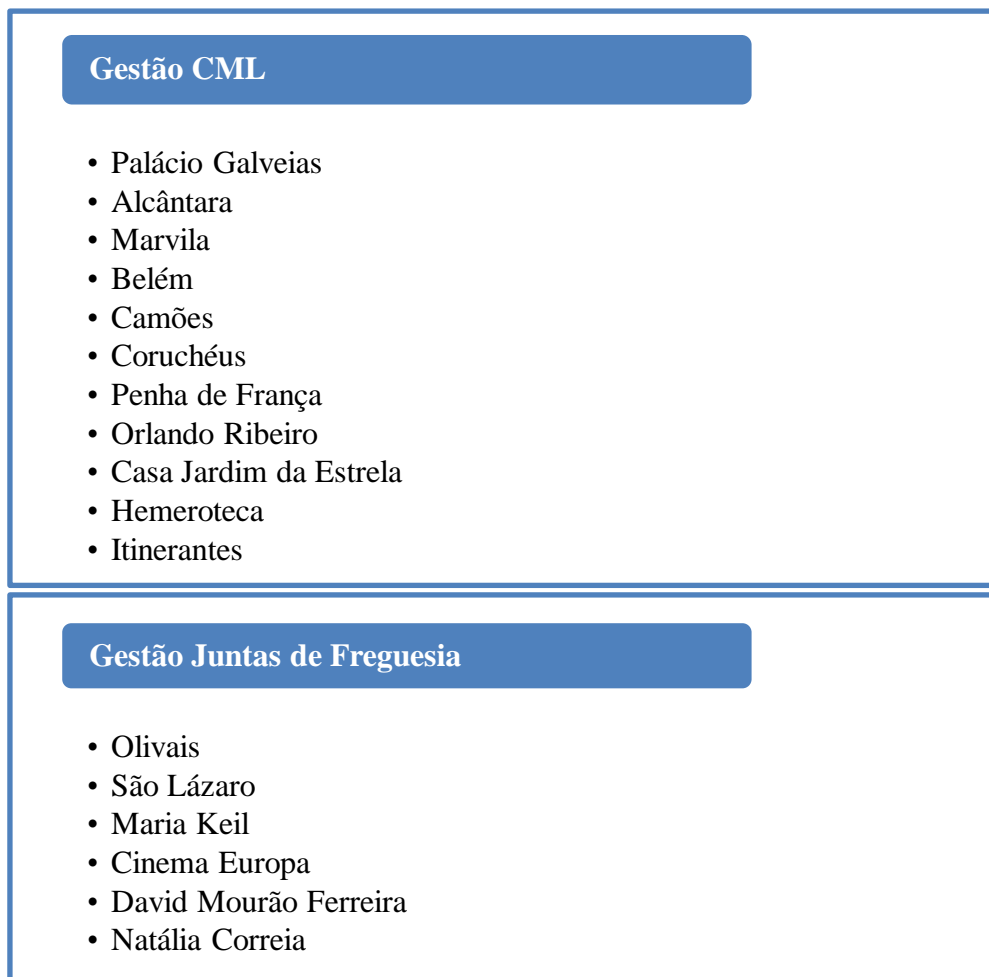 Gestão CML
• Palácio Galveias
• Alcântara
• Marvila
• Belém
• Camões
• Coruchéus
• Penha de França
• Orlando Ribeiro
• Casa Jardim da Estrela
• Hemeroteca
• Itinerantes
Gestão Juntas de Freguesia
• Olivais
• São Lázaro
• Maria Keil
• Cinema Europa
• David Mourão Ferreira
• Natália Correia